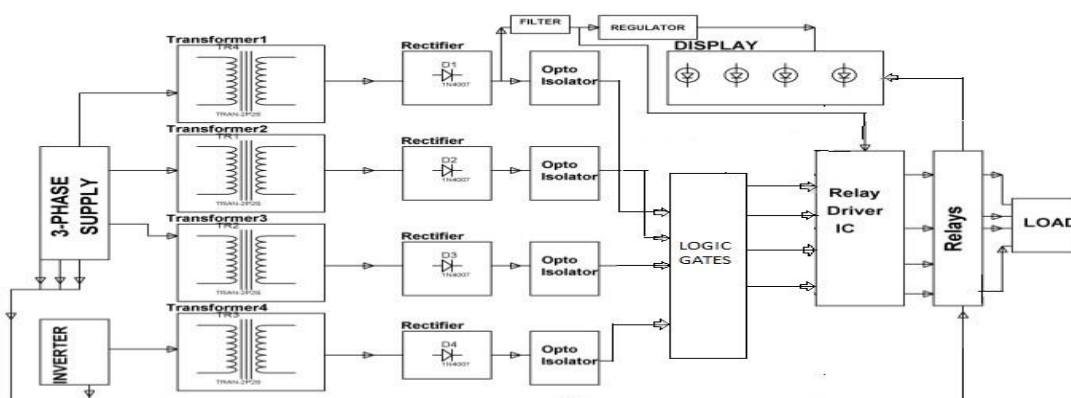 FILTER
REGULATOR
DISPLAY
Transformer1
TR4
TRAN-2P2S
Rectifier
D1
1N4007
Opto
Isolator
Transformer2
TR1
TRAN-2P2S
Rectifier
D2
1N4007
Opto
Isolator
3-PHASE
SUPPLY
Transformer3
TR2
TRAN-2P2S
Rectifier
D3
1N4007
Opto
Isolator
LOGIC
GATES
Relay
Driver
IC
Relays
LOAD
INVERTER
Transformer4
TR3
TRAN-2P2S
Rectifier
D4
1N4007
Opto
Isolator